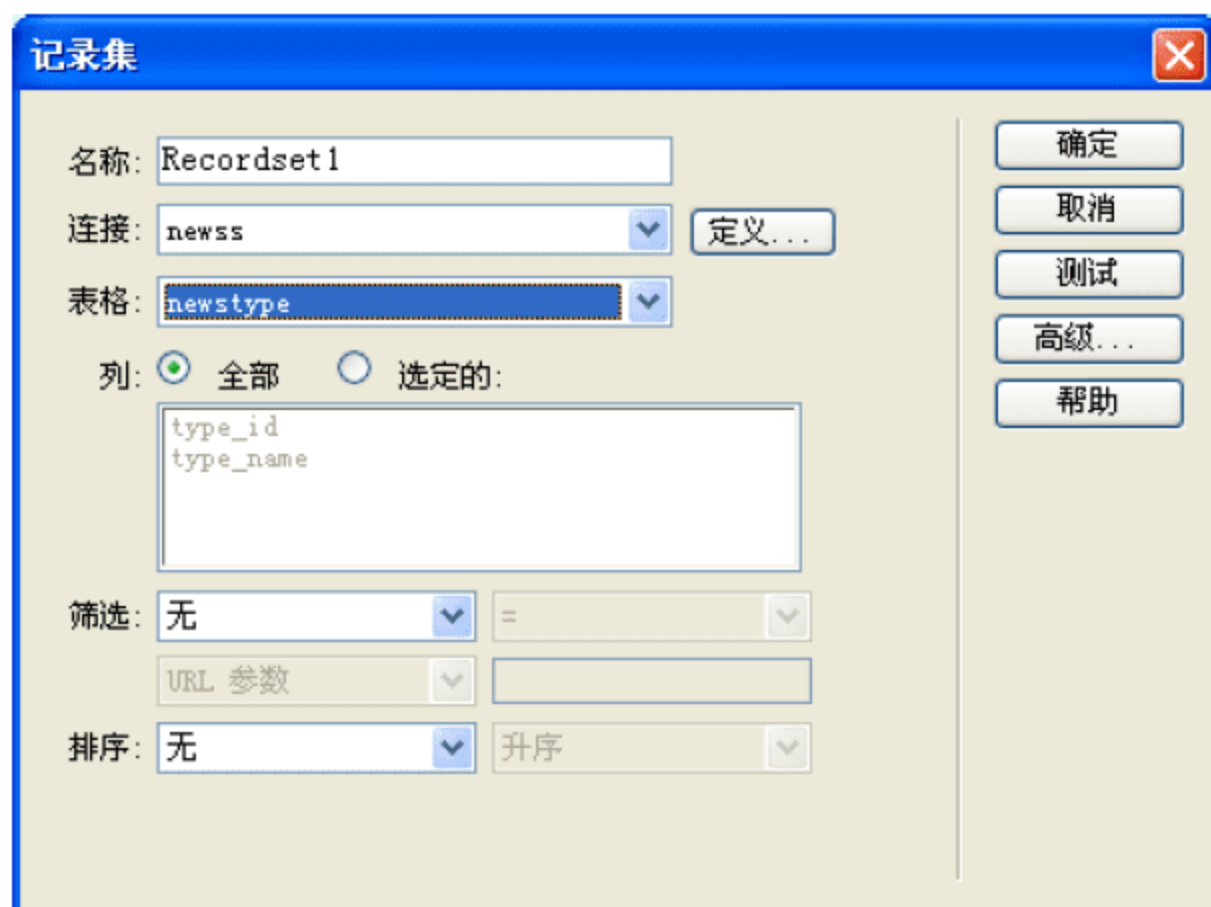 记录集
名称: Recordset1
连接: newss 定义...
表格: newstype
列: 全部 选定的:
type_id
type_name
筛选: 无 =
URL 参数
排序: 无 升序
确定
取消
测试
高级...
帮助